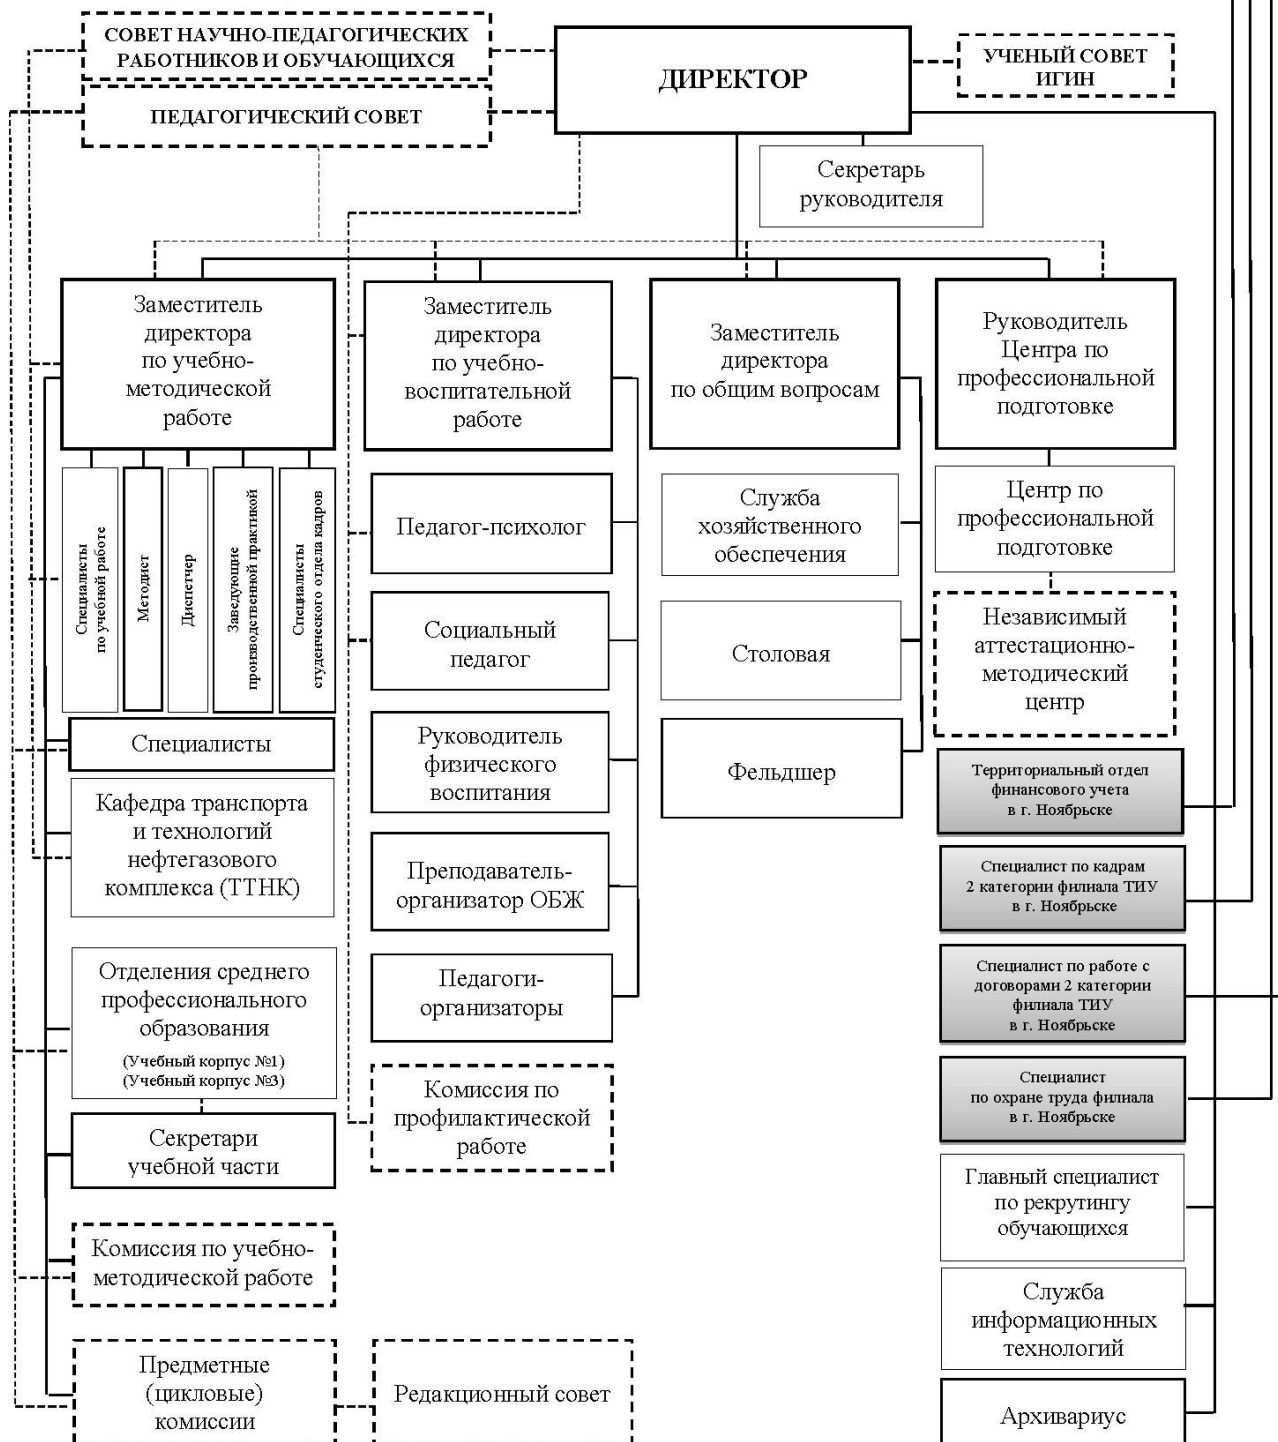 СОВЕТ НАУЧНО-ПЕДАГОГИЧЕСКИХ
РАБОТНИКОВ И ОБУЧАЮЩИХСЯ
ПЕДАГОГИЧЕСКИЙ СОВЕТ
ДИРЕКТОР
УЧЕНЫЙ СОВЕТ
ИГИН
Секретарь
руководителя
Заместитель
директора
по учебно-
методической
работе
Заместитель
директора
по учебно-
воспитательной
работе
Заместитель
директора
по общим вопросам
Руководитель
Центра по
профессиональной
подготовке
Специалисты
по учебной работе
Методист
Диспетчер
Заведующие
производственной практикой
Специалисты
студенческого отдела кадров
Специалисты
Кафедра транспорта
и технологий
нефтегазового
комплекса (ТТНК)
Отделения среднего
профессионального
образования
(Учебный корпус №1)
(Учебный корпус №3)
Секретари
учебной части
Комиссия по учебно-
методической работе
Предметные
(цикловые)
комиссии
Педагог-психолог
Социальный
педагог
Руководитель
физического
воспитания
Преподаватель-
организатор ОБЖ
Педагоги-
организаторы
Комиссия по
профилактической
работе
Редакционный совет
Служба
хозяйственного
обеспечения
Столовая
Фельдшер
Центр по
профессиональной
подготовке
Независимый
аттестационно-
методический
центр
Территориальный отдел
финансового учета
в г. Ноябрьске
Специалист по кадрам
2 категории филиала ТИУ
в г. Ноябрьске
Специалист по работе с
договорами 2 категории
филиала ТИУ
в г. Ноябрьске
Специалист
по охране труда филиала
в г. Ноябрьске
Главный специалист
по рекрутингу
обучающихся
Служба
информационных
технологий
Архивариус